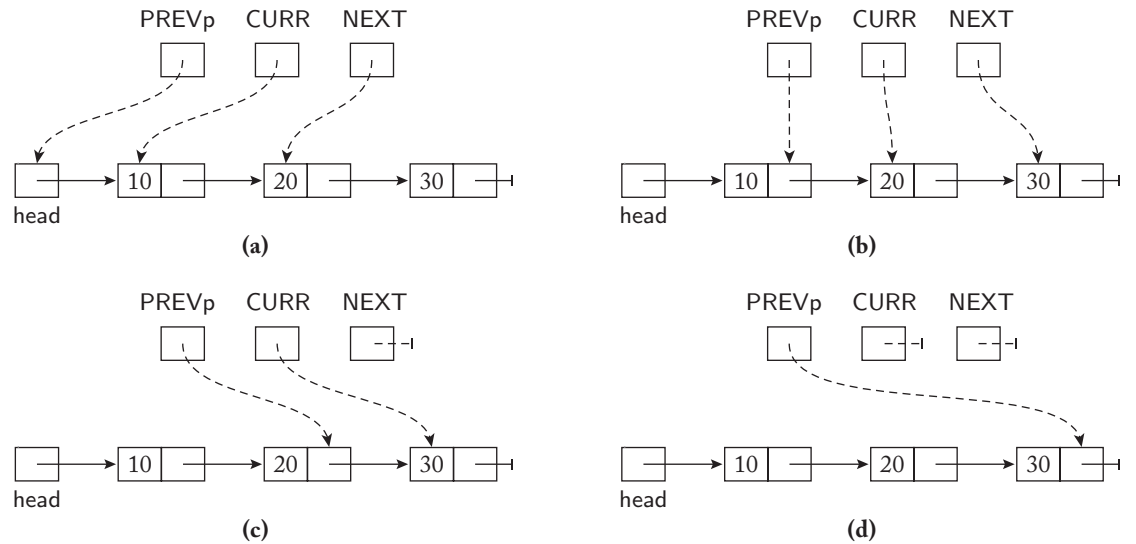 PREVp CURR NEXT
10 20 30
head
(a)
PREVp CURR NEXT
10 20 30
head
(b)
PREVp CURR NEXT
10 20 30
head
(c)
PREVp CURR NEXT
10 20 30
head
(d)